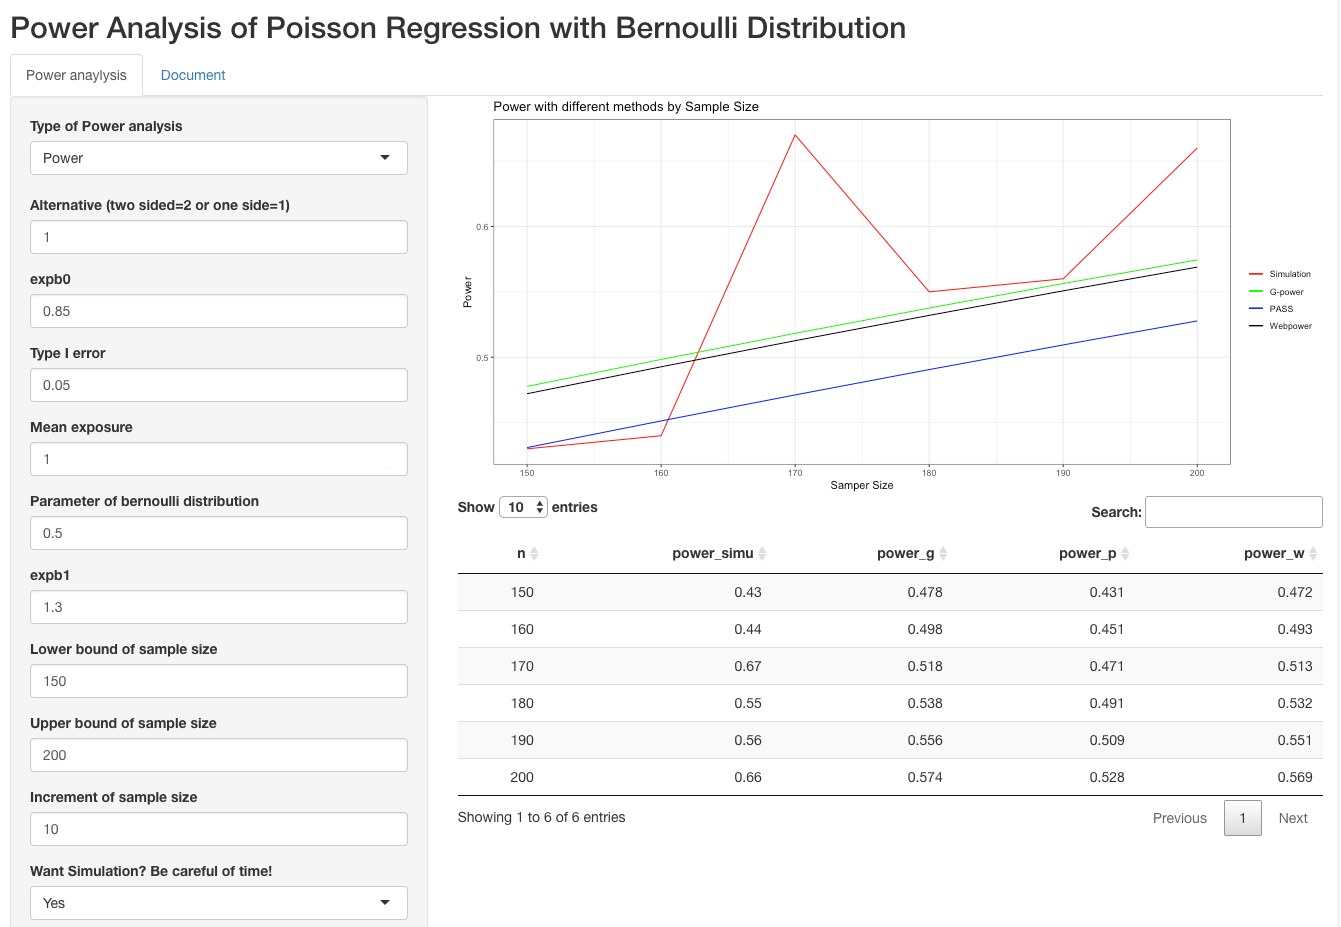 Power Analysis of Poisson Regression with Bernoulli Distribution
Power anaylysis
Document
Type of Power analysis
Power
Alternative (two sided=2 or one side=1)
1
expb0
0.85
Type I error
0.05
Mean exposure
1
Parameter of bernoulli distribution
0.5
expb1
1.3
Lower bound of sample size
150
Upper bound of sample size
200
Increment of sample size
10
Want Simulation? Be careful of time!
Yes
Power with different methods by Sample Size
Power
0.6
0.5
150 160 170 180 190 200
Samper Size
Simulation
G-power
PASS
Webpower
Show 10 entries
Search:
n power_simu power_g power_p power_w
150 0.43 0.478 0.431 0.472
160 0.44 0.498 0.451 0.493
170 0.67 0.518 0.471 0.513
180 0.55 0.538 0.491 0.532
190 0.56 0.556 0.509 0.551
200 0.66 0.574 0.528 0.569
Showing 1 to 6 of 6 entries
Previous 1 Next